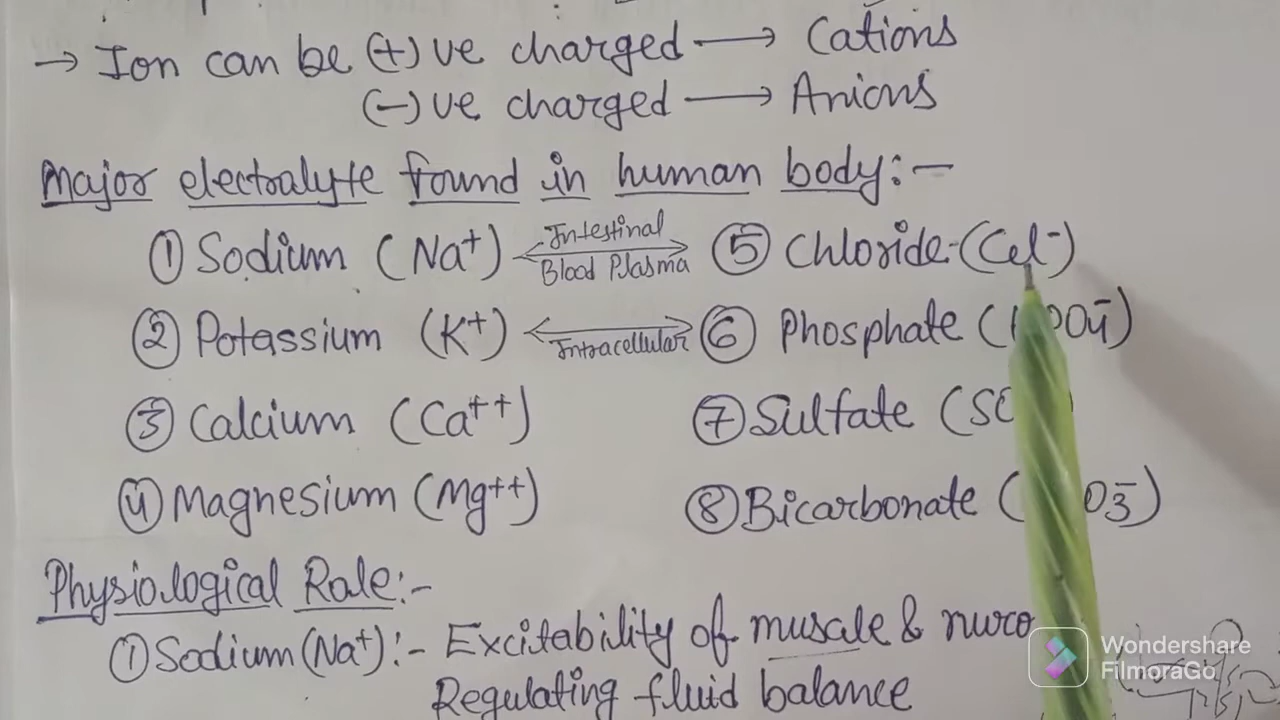 → Ion can be (+)ve charged → Cations
(-)ve charged → Anions
Major electralyte found in human body:-
① Sodium (Na⁺) Intestinal Blood Plasma ⑤ Chloride-(Cl⁻)
② Potassium (K⁺) Intracellular ⑥ Phosphate
③ Calcium (Ca⁺⁺) ⑦ Sulfate
④ Magnesium (Mg⁺⁺) ⑧ Bicarbonate
Physiological Role:-
① Sodium (Na⁺):- Excitability of muscle & nuro
Regulating fluid balance
Wondershare
FilmoraGo